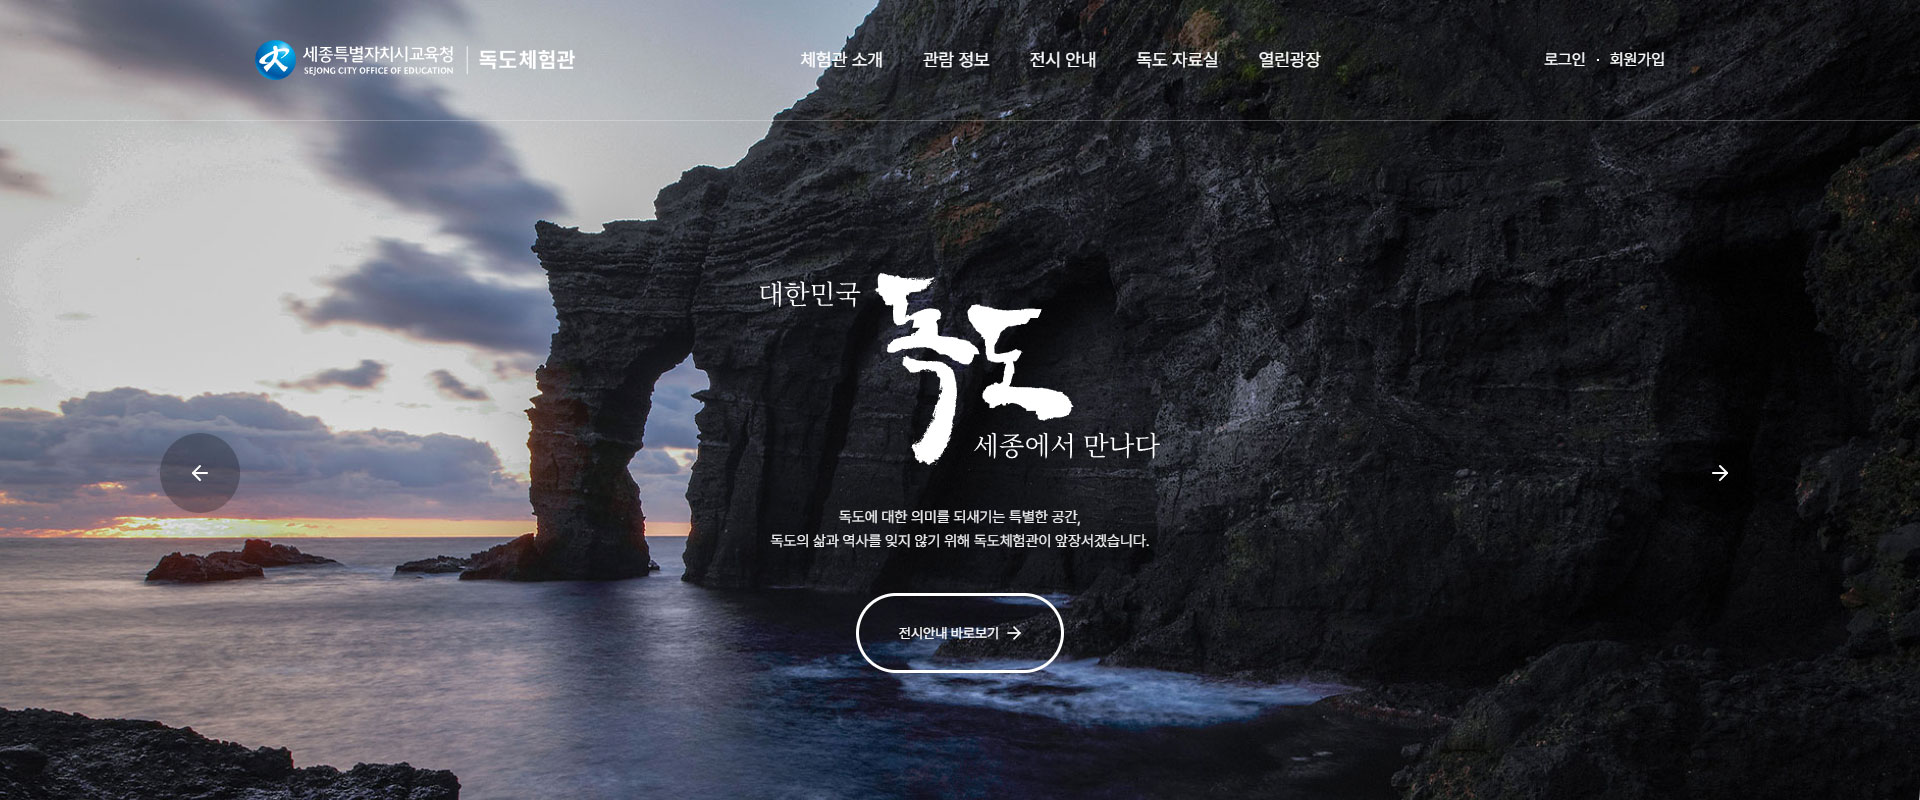 세종특별자치시교육청
SEJONG CITY OFFICE OF EDUCATION
독도체험관
체험관 소개
관람 정보
전시 안내
독도 자료실
열린광장
로그인 · 회원가입
대한민국
독도
세종에서 만나다
독도에 대한 의미를 되새기는 특별한 공간,
독도의 삶과 역사를 잊지 않기 위해 독도체험관이 앞장서겠습니다.
전시안내 바로보기